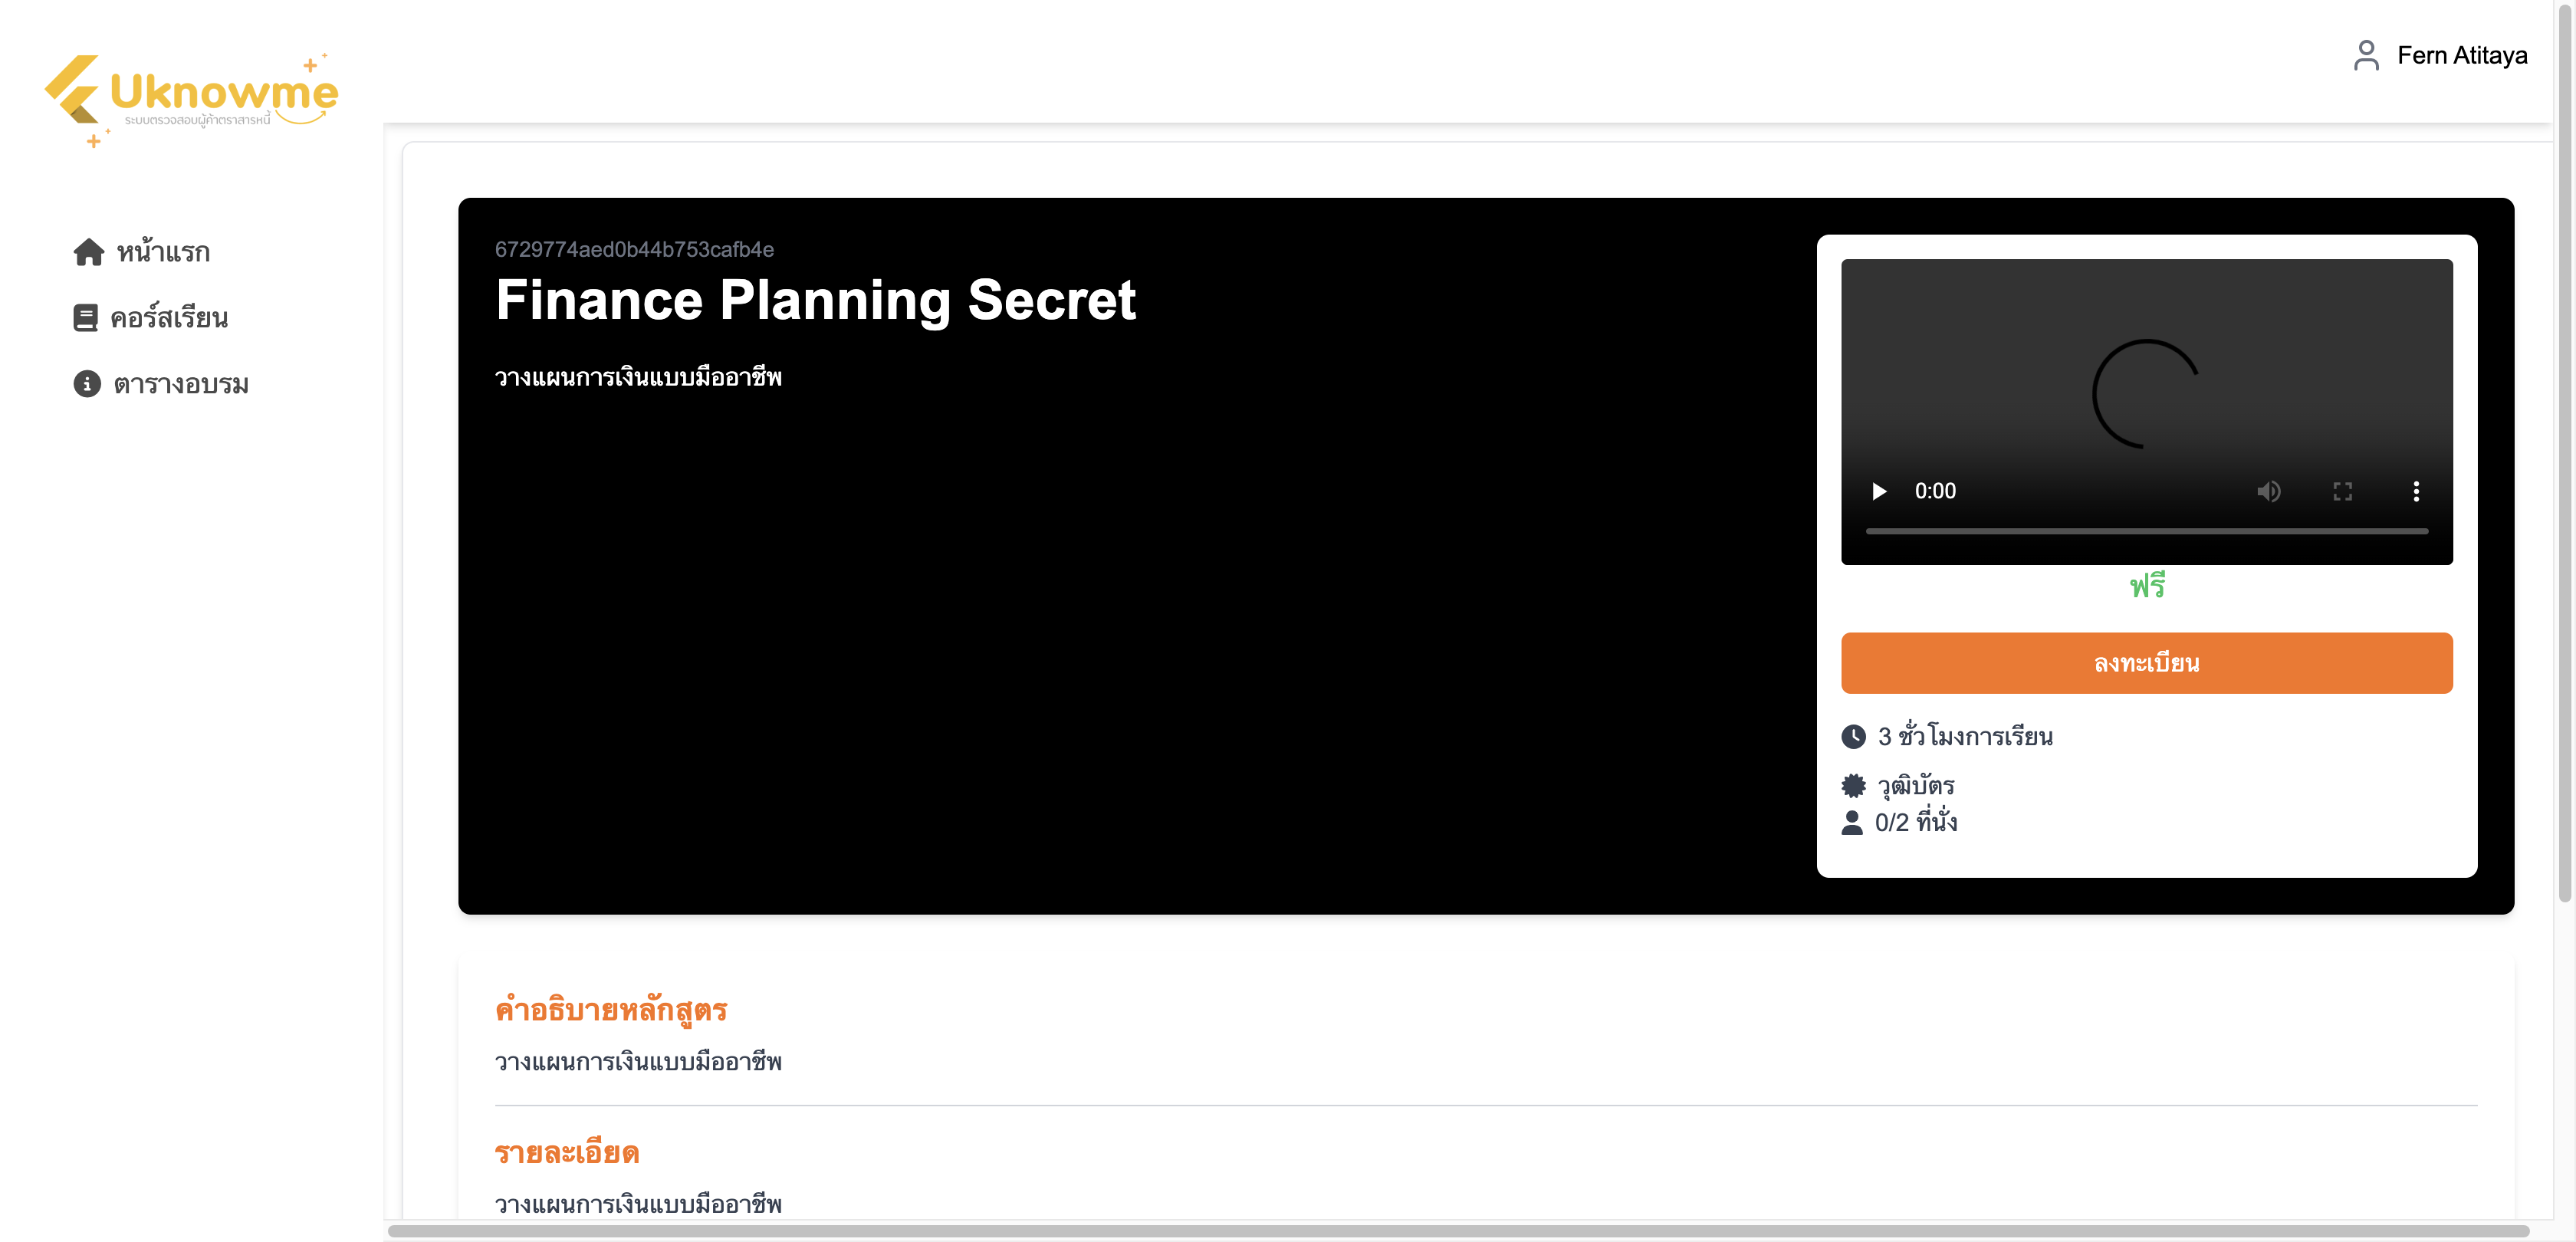 Uknowme
ระบบตรวจสอบผู้ค้าตราสารหนี้
Fern Atitaya
หน้าแรก
คอร์สเรียน
ตารางอบรม
6729774aed0b44b753cafb4e
Finance Planning Secret
วางแผนการเงินแบบมืออาชีพ
0:00
ฟรี
ลงทะเบียน
3 ชั่วโมงการเรียน
วุฒิบัตร
0/2 ที่นั่ง
คำอธิบายหลักสูตร
วางแผนการเงินแบบมืออาชีพ
รายละเอียด
วางแผนการเงินแบบมืออาชีพ